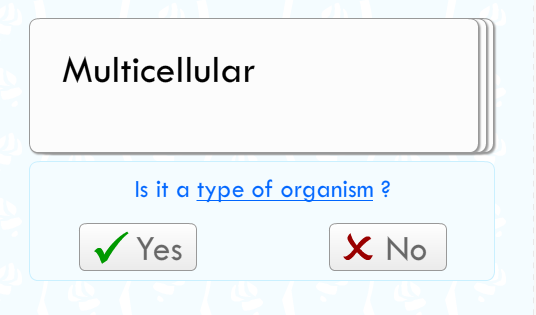 Multicellular
Is it a type of organism ?
Yes
No